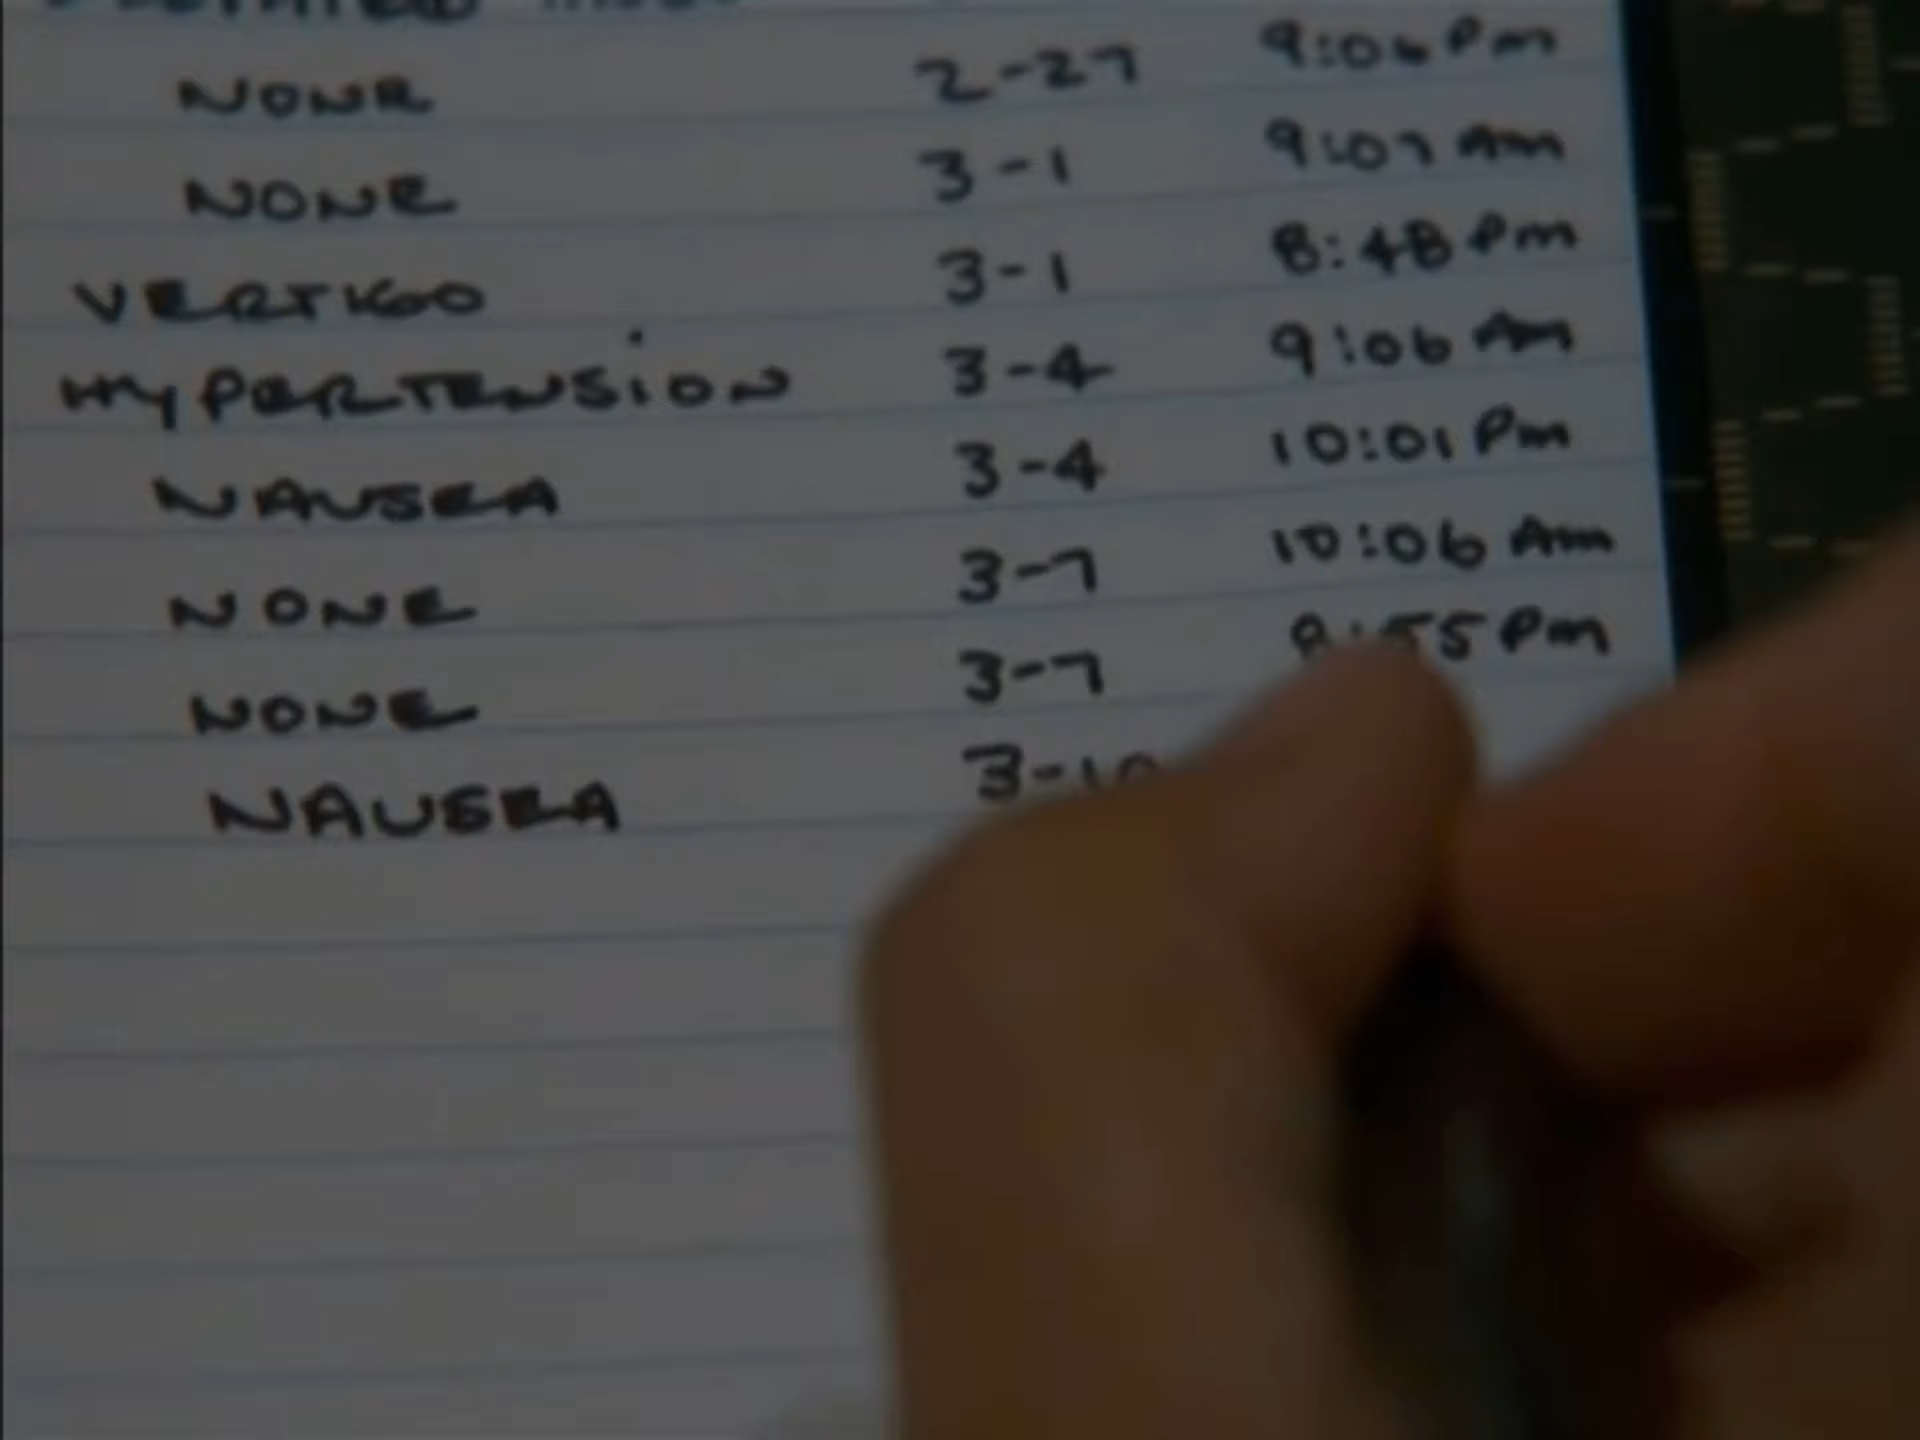 NONE 2-27 9:06 PM
NONE 3-1 9:07 AM
VERTIGO 3-1 8:48 PM
HYPERTENSION 3-4 9:06 AM
NAUSEA 3-4 10:01 PM
NONE 3-7 10:06 AM
NONE 3-7 PM
NAUSEA 3-10